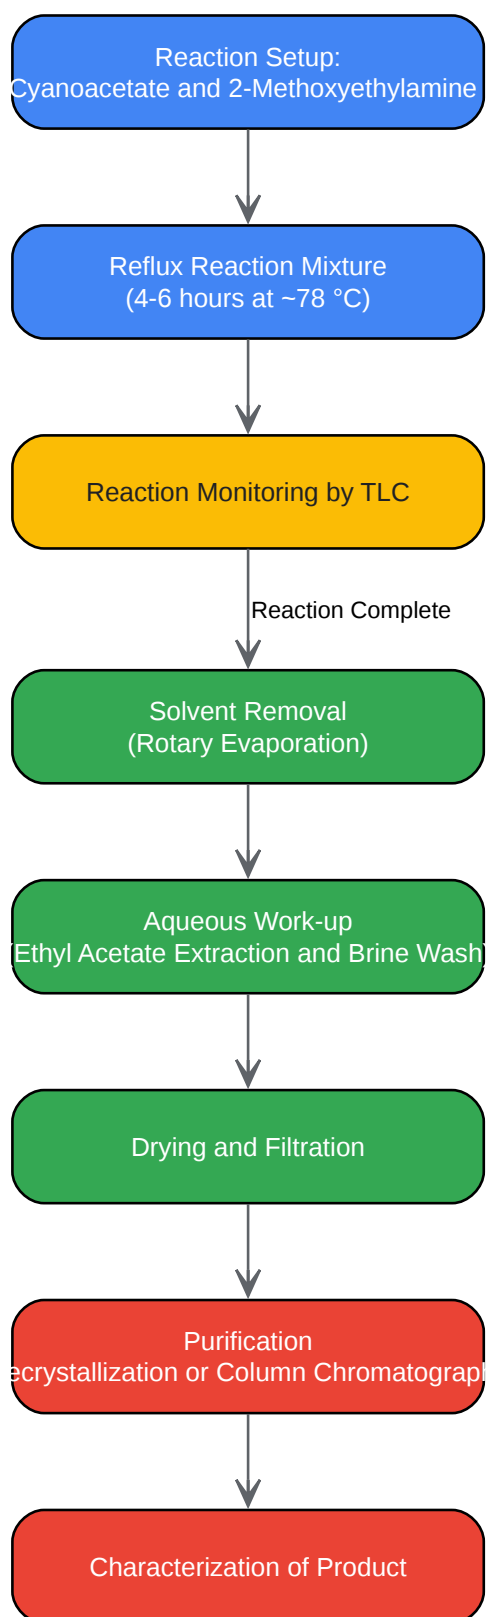 Reaction Setup:
Cyanoacetate and 2-Methoxyethylamine
Reflux Reaction Mixture
(4-6 hours at ~78 °C)
Reaction Monitoring by TLC
Reaction Complete
Solvent Removal
(Rotary Evaporation)
Aqueous Work-up
(Ethyl Acetate Extraction and Brine Wash)
Drying and Filtration
Purification
ecrystallization or Column Chromatograph
Characterization of Product